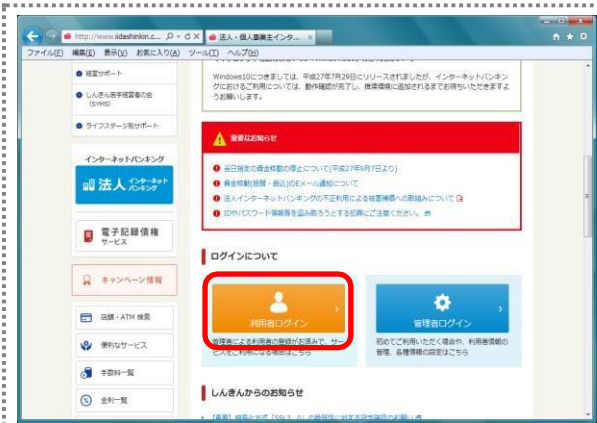 http://www.iidashinkin.c...
法人・個人事業主インタ...
ファイル(F) 編集(E) 表示(V) お気に入り(A) ツール(T) ヘルプ(H)
経営サポート
しんきん若手経営者の会
(SYMS)
ライフステージ別サポート
インターネットバンキング
法人 インターネット
バンキング
電子記録債権
サービス
キャンペーン情報
店舗・ATM 検索
便利なサービス
手数料一覧
金利一覧
Windows10につきましては、平成27年7月29日にリリースされましたが、インターネットバンキン
グにおけるご利用については、動作確認が完了し、推奨環境に追加されるまでお待ちいただきますよ
うお願いします。
重要なお知らせ
当日指定の資金移動の停止について(平成27年9月7日より)
資金移動(振替・振込)のEメール通知について
法人インターネットバンキングの不正利用による被害補償への取組みについて
IDやパスワード情報等を盗み取ろうとする犯罪にご注意ください。
ログインについて
利用者ログイン
管理者による利用者の登録がお済みで、サー
ビスをご利用になる場合はこちら
管理者ログイン
初めてご利用いただく場合や、利用者情報の
管理、各種情報の設定はこちら
しんきんからのお知らせ